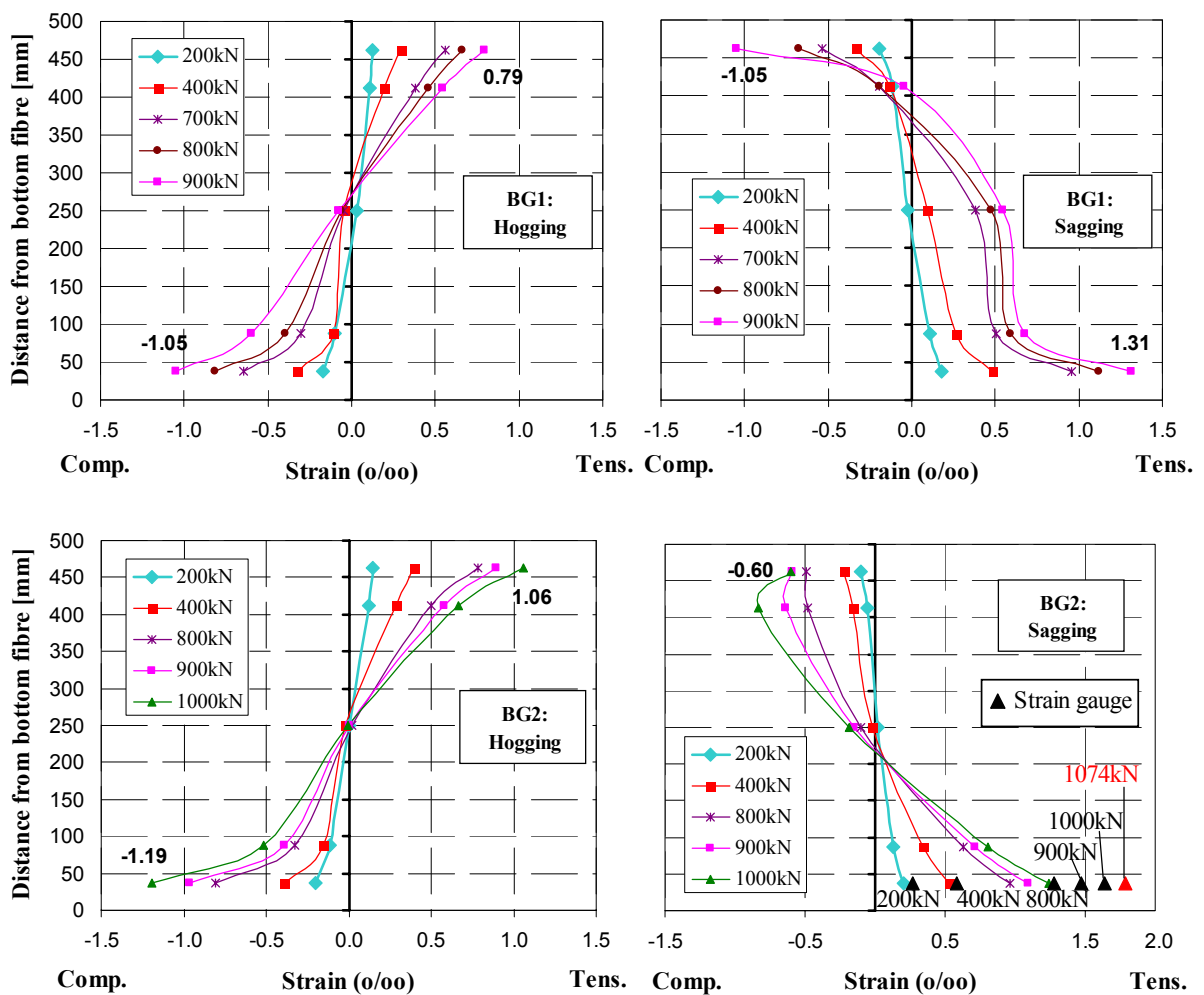 Distance from bottom fibre [mm]
500
450
400
350
300
250
200
150
100
50
0
200kN
400kN
700kN
800kN
900kN
0.79
BG1:
Hogging
-1.05
-1.5
-1.0
-0.5
0.0
0.5
1.0
1.5
Comp.
Strain (o/oo)
Tens.
-1.05
200kN
400kN
700kN
800kN
900kN
BG1:
Sagging
1.31
-1.5
-1.0
-0.5
0.0
0.5
1.0
1.5
Comp.
Strain (o/oo)
Tens.
Distance from bottom fibre [mm]
500
450
400
350
300
250
200
150
100
50
0
200kN
400kN
800kN
900kN
1000kN
1.06
BG2:
Hogging
-1.19
-1.5
-1.0
-0.5
0.0
0.5
1.0
1.5
Comp.
Strain (o/oo)
Tens.
-0.60
BG2:
Sagging
Strain gauge
200kN
400kN
800kN
900kN
1000kN
1074kN
1000kN
900kN
200kN
400kN
800kN
-1.5
-0.5
0.5
1.5
2.0
Comp.
Strain (o/oo)
Tens.